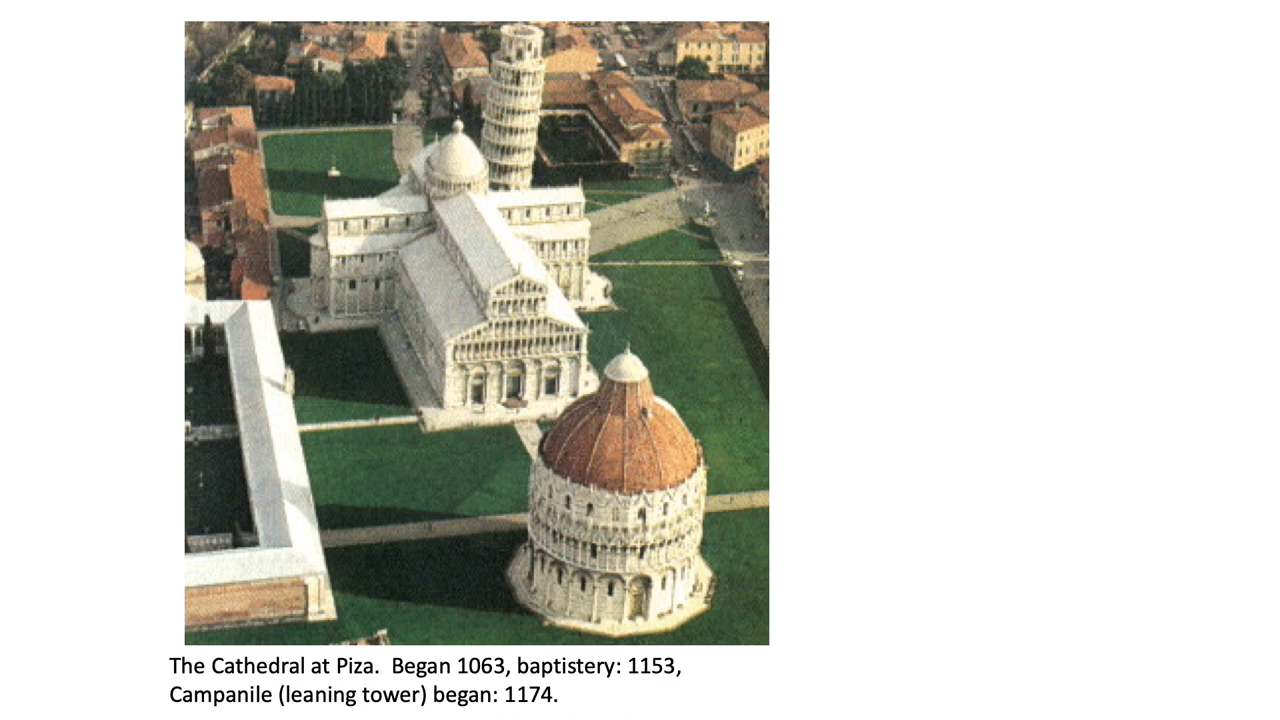 The Cathedral at Piza.  Began 1063, baptistery: 1153,
Campanile (leaning tower) began: 1174.